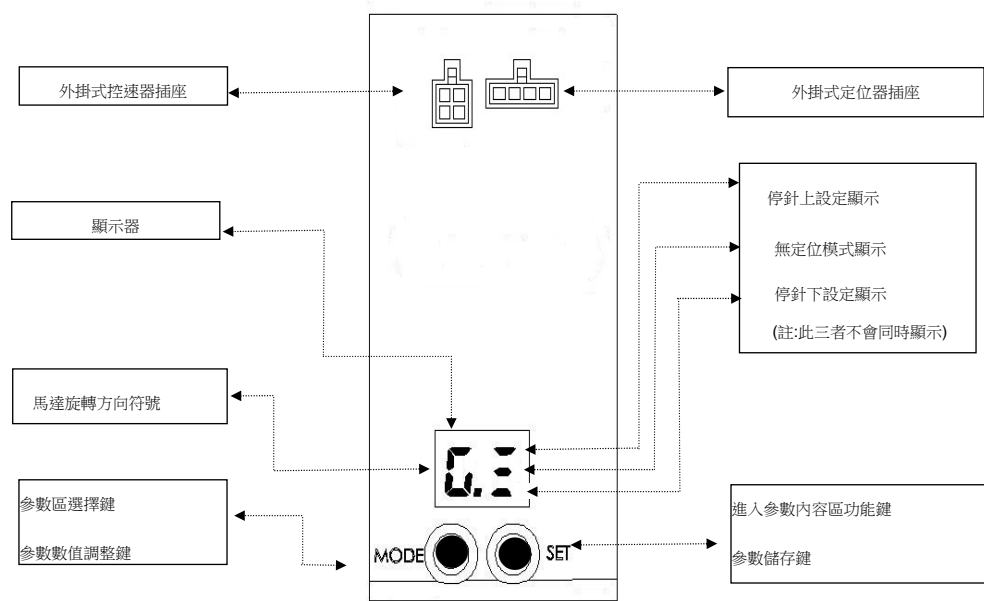 外掛式控速器插座
外掛式定位器插座
顯示器
停針上設定顯示
無定位模式顯示
停針下設定顯示
(註:此三者不會同時顯示)
馬達旋轉方向符號
參數區選擇鍵
參數數值調整鍵
MODE
SET
進入參數內容區功能鍵
參數儲存鍵